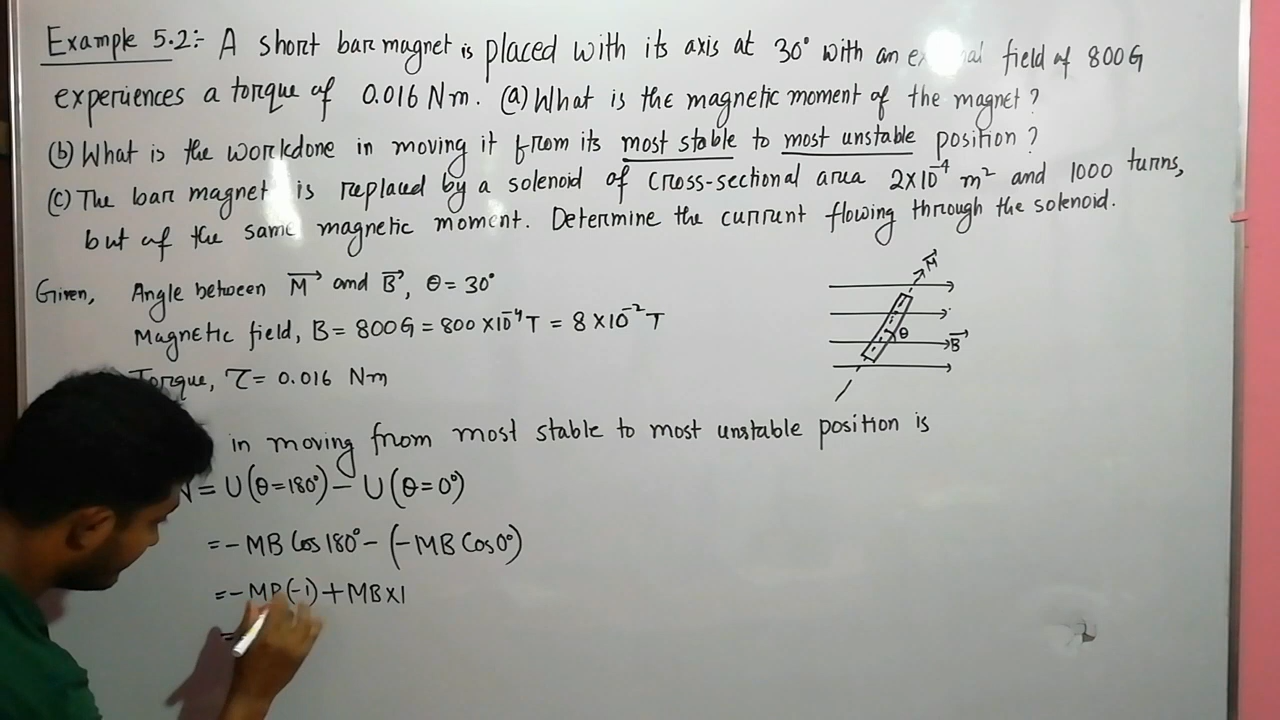 Example 5.2:- A short bar magnet is placed with its axis at 30° with an field of 800G
experiences a torque of 0.016 Nm. (a) What is the magnetic moment of the magnet?
(b) What is the workdone in moving it from its most stable to most unstable position?
(c) The bar magnet is replaced by a solenoid of cross-sectional area 2×10⁻⁴ m² and 1000 turns,
but of the same magnetic moment. Determine the current flowing through the solenoid.
Given, Angle between M⃗ and B⃗, θ = 30°
Magnetic field, B = 800G = 800 ×10⁻⁴T = 8 ×10⁻² T
Torque, τ = 0.016 Nm
M⃗
θ
B⃗
in moving from most stable to most unstable position is
= U(θ=180°) - U(θ=0°)
= - MB Cos 180° - (-MB Cos0°)
= - MB(-1) + MB×1
=